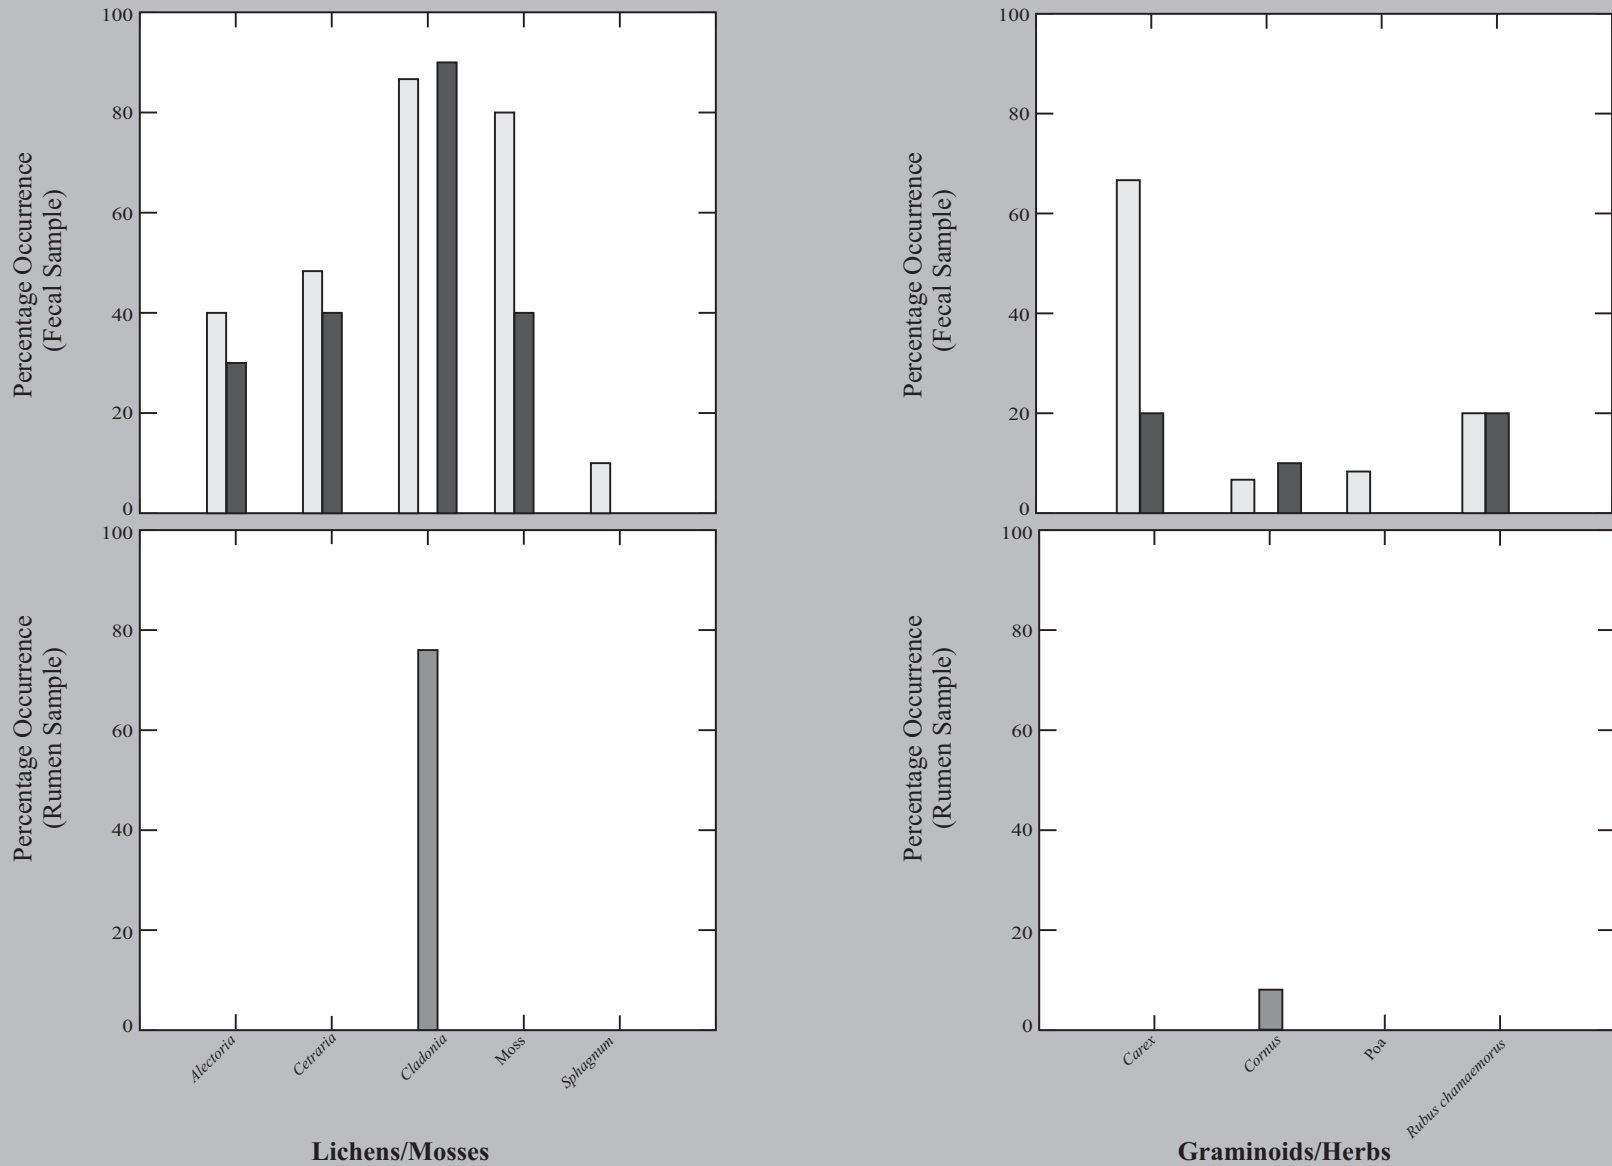 Percentage Occurrence
(Fecal Sample)
100
80
60
40
20
0
Percentage Occurrence
(Fecal Sample)
100
80
60
40
20
0
Percentage Occurrence
(Rumen Sample)
100
80
60
40
20
0
Alectoria
Cetraria
Cladonia
Moss
Sphagnum
Lichens/Mosses
Percentage Occurrence
(Rumen Sample)
100
80
60
40
20
0
Carex
Cornus
Poa
Rubus chamaemorus
Graminoids/Herbs